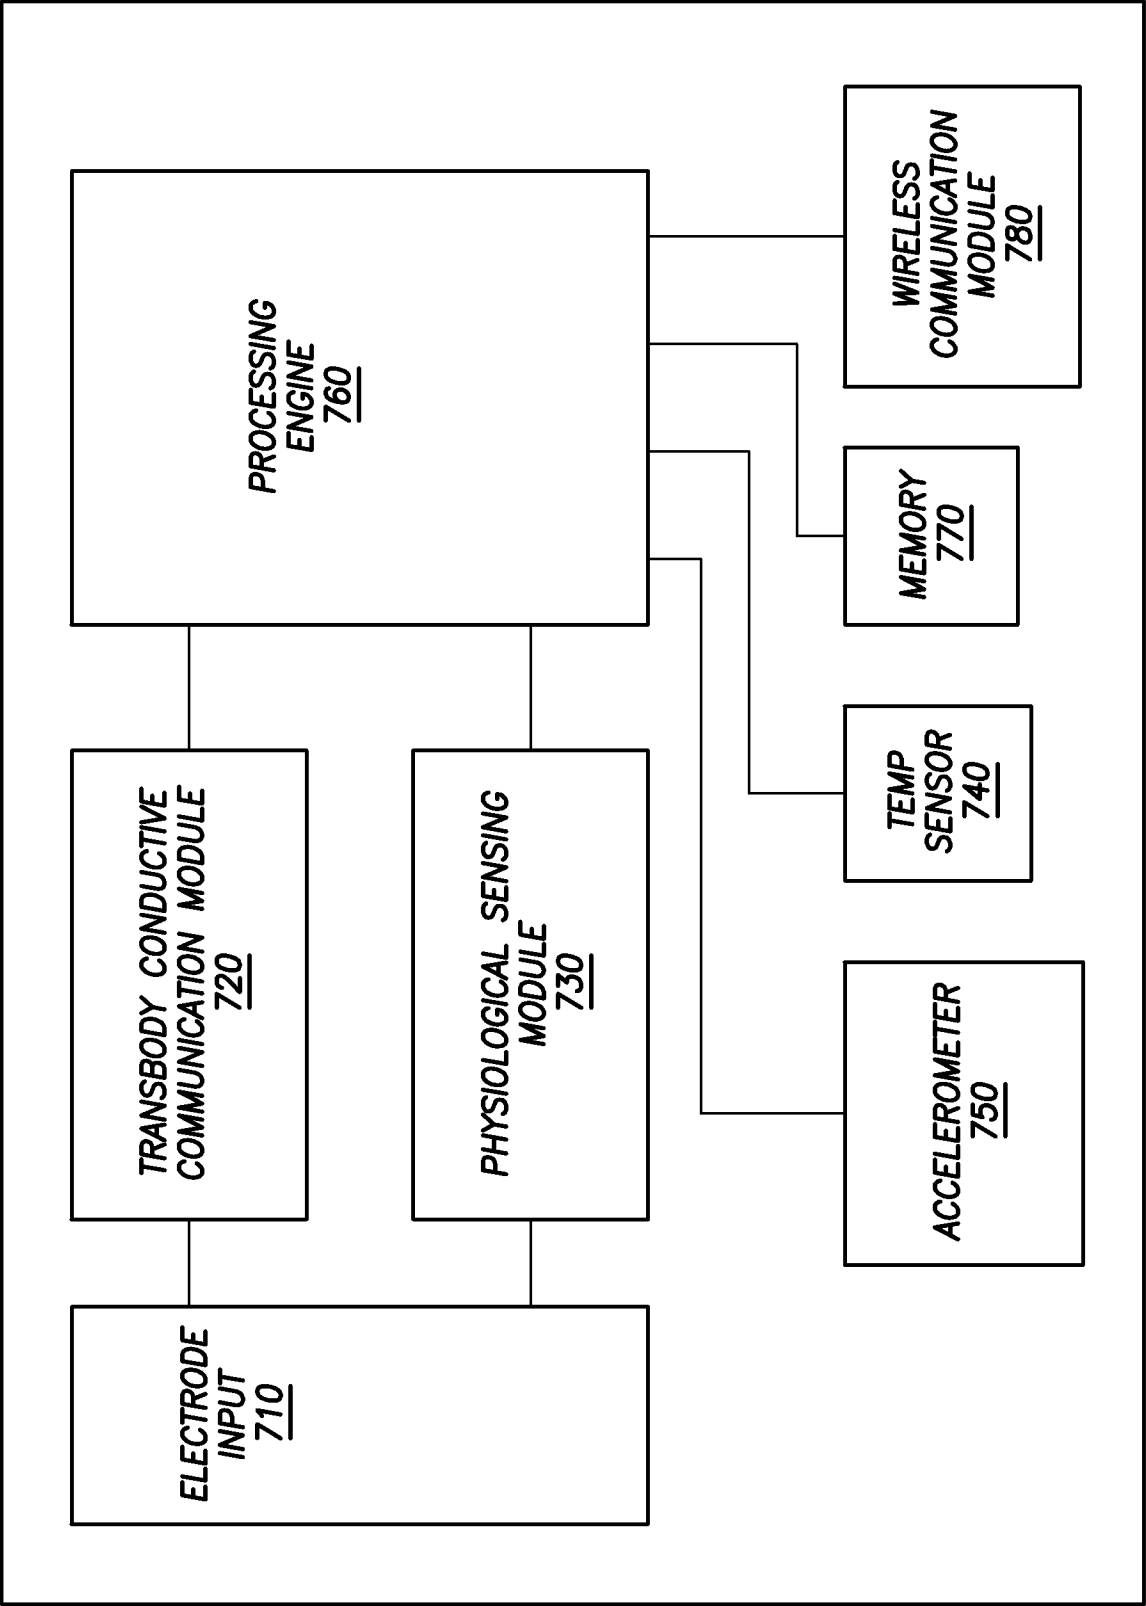 ELECTRODE
INPUT
710
TRANSBODY CONDUCTIVE
COMMUNICATION MODULE
720
PHYSIOLOGICAL SENSING
MODULE
730
PROCESSING
ENGINE
760
ACCELEROMETER
750
TEMP
SENSOR
740
MEMORY
770
WIRELESS
COMMUNICATION
MODULE
780